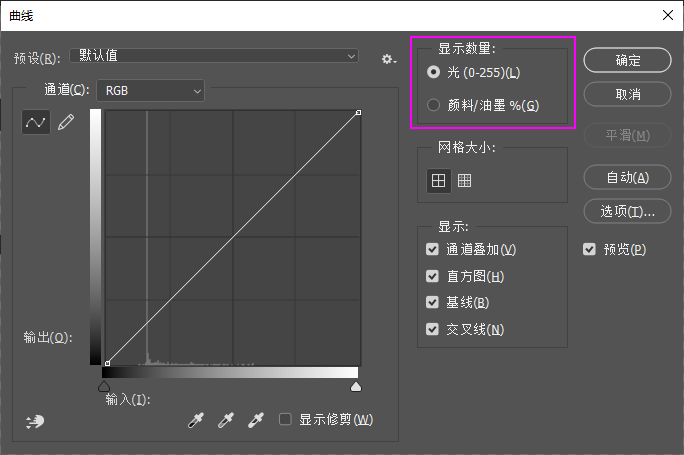 曲线
预设(R): 默认值
通道(C): RGB
输出(O):
输入(I):
显示修剪(W)
显示数量:
光 (0-255)(L)
颜料/油墨 %(G)
网格大小:
显示:
通道叠加(V)
直方图(H)
基线(B)
交叉线(N)
确定
取消
平滑(M)
自动(A)
选项(T)...
预览(P)